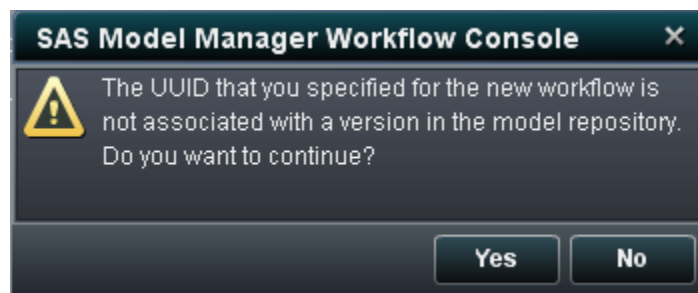 SAS Model Manager Workflow Console
The UUID that you specified for the new workflow is
not associated with a version in the model repository.
Do you want to continue?
Yes No